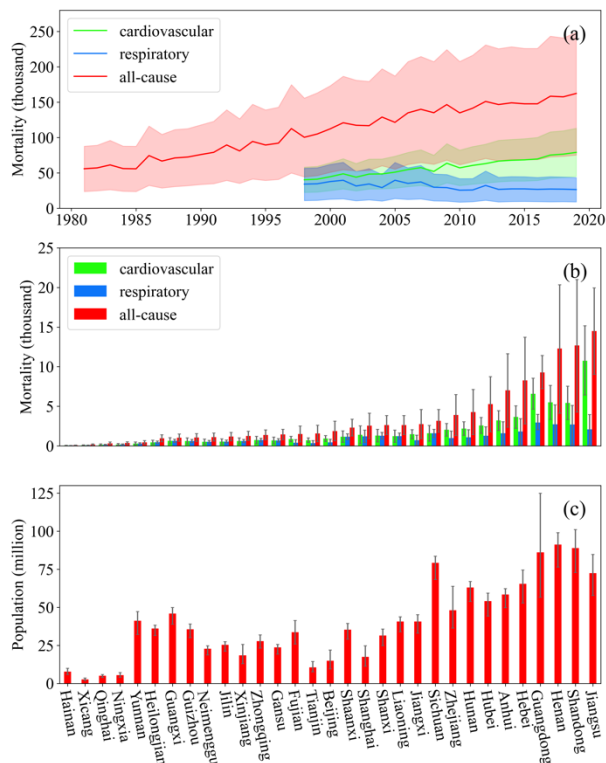 (a)
cardiovascular
respiratory
all-cause
Mortality (thousand)
250
200
150
100
50
0
1980 1985 1990 1995 2000 2005 2010 2015 2020
(b)
cardiovascular
respiratory
all-cause
Mortality (thousand)
25
20
15
10
5
0
(c)
Population (million)
125
100
75
50
25
0
Hainan
Xicang
Qinghai
Ningxia
Yunnan
Heilongjian
Guangxi
Guizhou
Neimenggu
Jilin
Xinjiang
Zhongqing
Gansu
Fujian
Tianjin
Beijing
Shaanxi
Shanghai
Shanxi
Liaoning
Jiangxi
Sichuan
Zhejiang
Hunan
Hubei
Anhui
Hebei
Guangdong
Henan
Shandong
Jiangsu